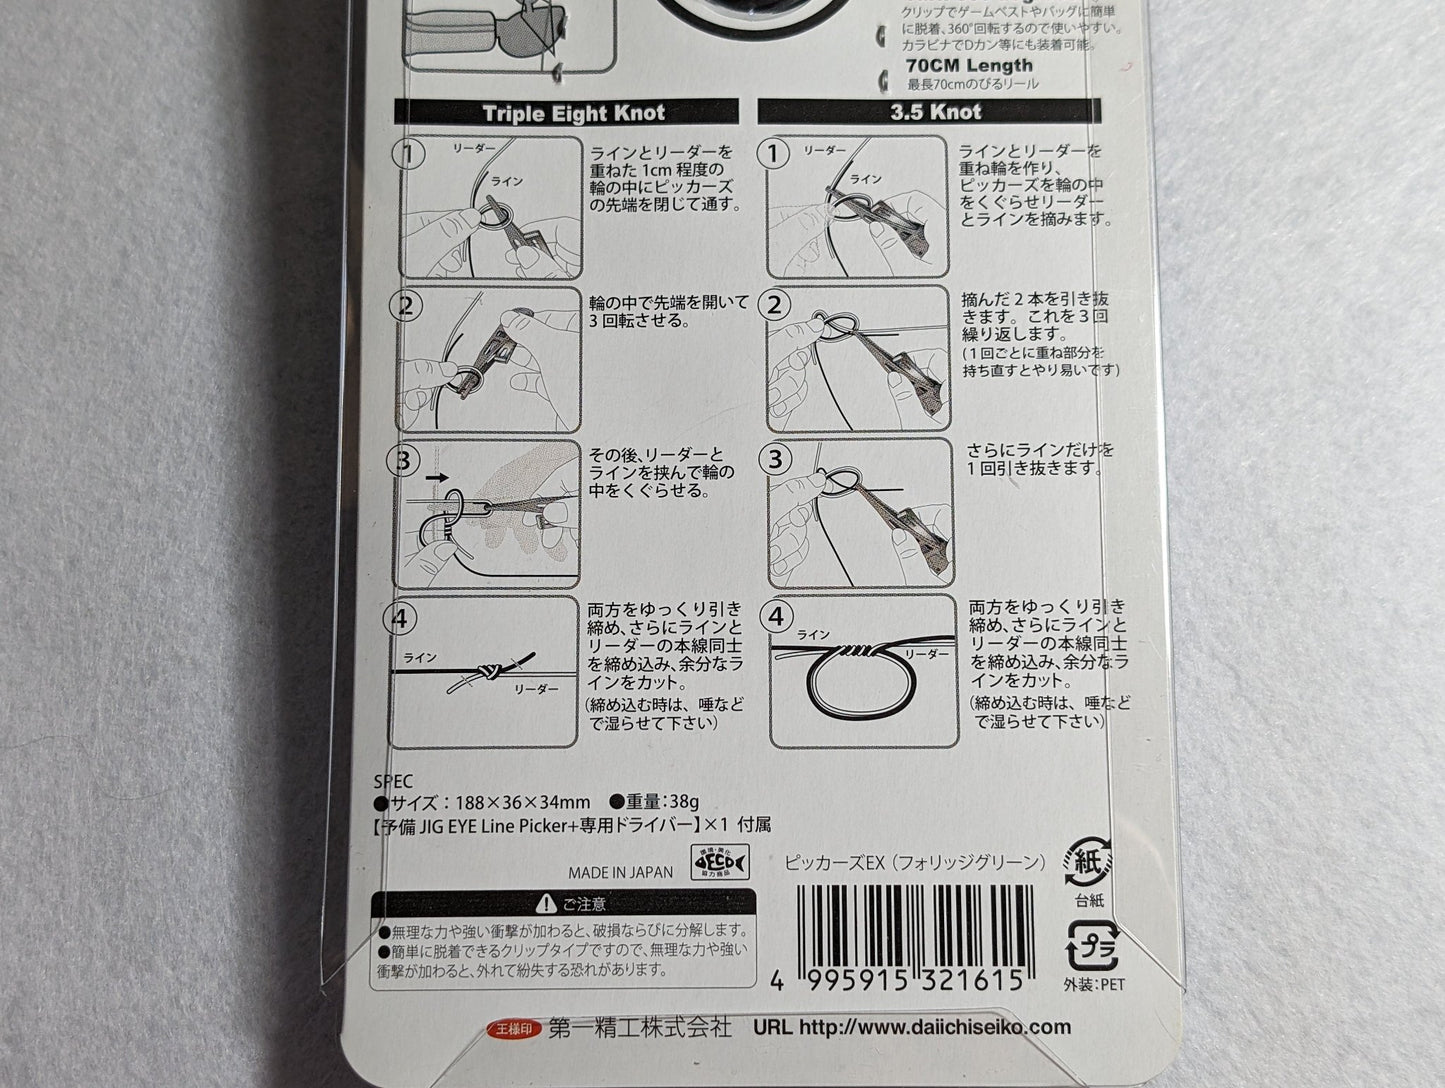 クリップでゲームベストやバッグに簡単
に脱着、360°回転するので使いやすい。
カラビナでDカン等にも装着可能。
70CM Length
最長70cmのびるリール
Triple Eight Knot
1
リーダー
ライン
ラインとリーダーを
重ねた 1cm 程度の
輪の中にピッカーズ
の先端を閉じて通す。
2
輪の中で先端を開いて
3 回転させる。
3
その後、リーダーと
ラインを挟んで輪の
中をくぐらせる。
4
ライン
リーダー
両方をゆっくり引き
締め、さらにラインと
リーダーの本線同士
を締め込み、余分なラ
インをカット。
（締め込む時は、唾など
で湿らせて下さい）
3.5 Knot
1
リーダー
ライン
ラインとリーダーを
重ね輪を作り、
ピッカーズを輪の中
をくぐらせリーダー
とラインを摘みます。
2
摘んだ 2 本を引き抜
きます。これを 3 回
繰り返します。
(１回ごとに重ね部分を
持ち直すとやり易いです)
3
さらにラインだけを
1 回引き抜きます。
4
ライン
リーダー
両方をゆっくり引き
締め、さらにラインと
リーダーの本線同士
を締め込み、余分なラ
インをカット。
（締め込む時は、唾など
で湿らせて下さい）
SPEC
●サイズ：188×36×34mm ●重量：38g
【予備 JIG EYE Line Picker+専用ドライバー】×1 付属
MADE IN JAPAN
環境・美化
ECO
協力商品
ピッカーズEX（フォリッジグリーン）
紙
台紙
ご注意
●無理な力や強い衝撃が加わると、破損ならびに分解します。
●簡単に脱着できるクリップタイプですので、無理な力や強い
衝撃が加わると、外れて紛失する恐れがあります。
4 995915 321615
プラ
外装：PET
王様印 第一精工株式会社 URL http://www.daiichiseiko.com